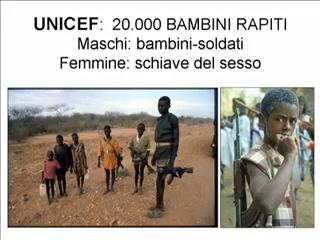 UNICEF: 20.000 BAMBINI RAPITI
Maschi: bambini-soldati
Femmine: schiave del sesso